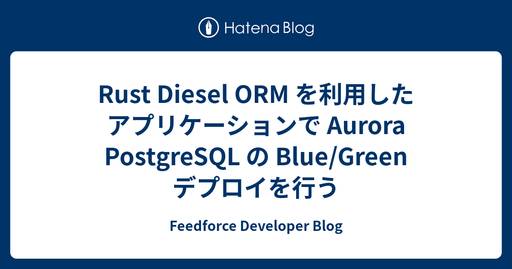 Hatena Blog
Rust Diesel ORM を利用した
アプリケーションで Aurora
PostgreSQL の Blue/Green
デプロイを行う
Feedforce Developer Blog